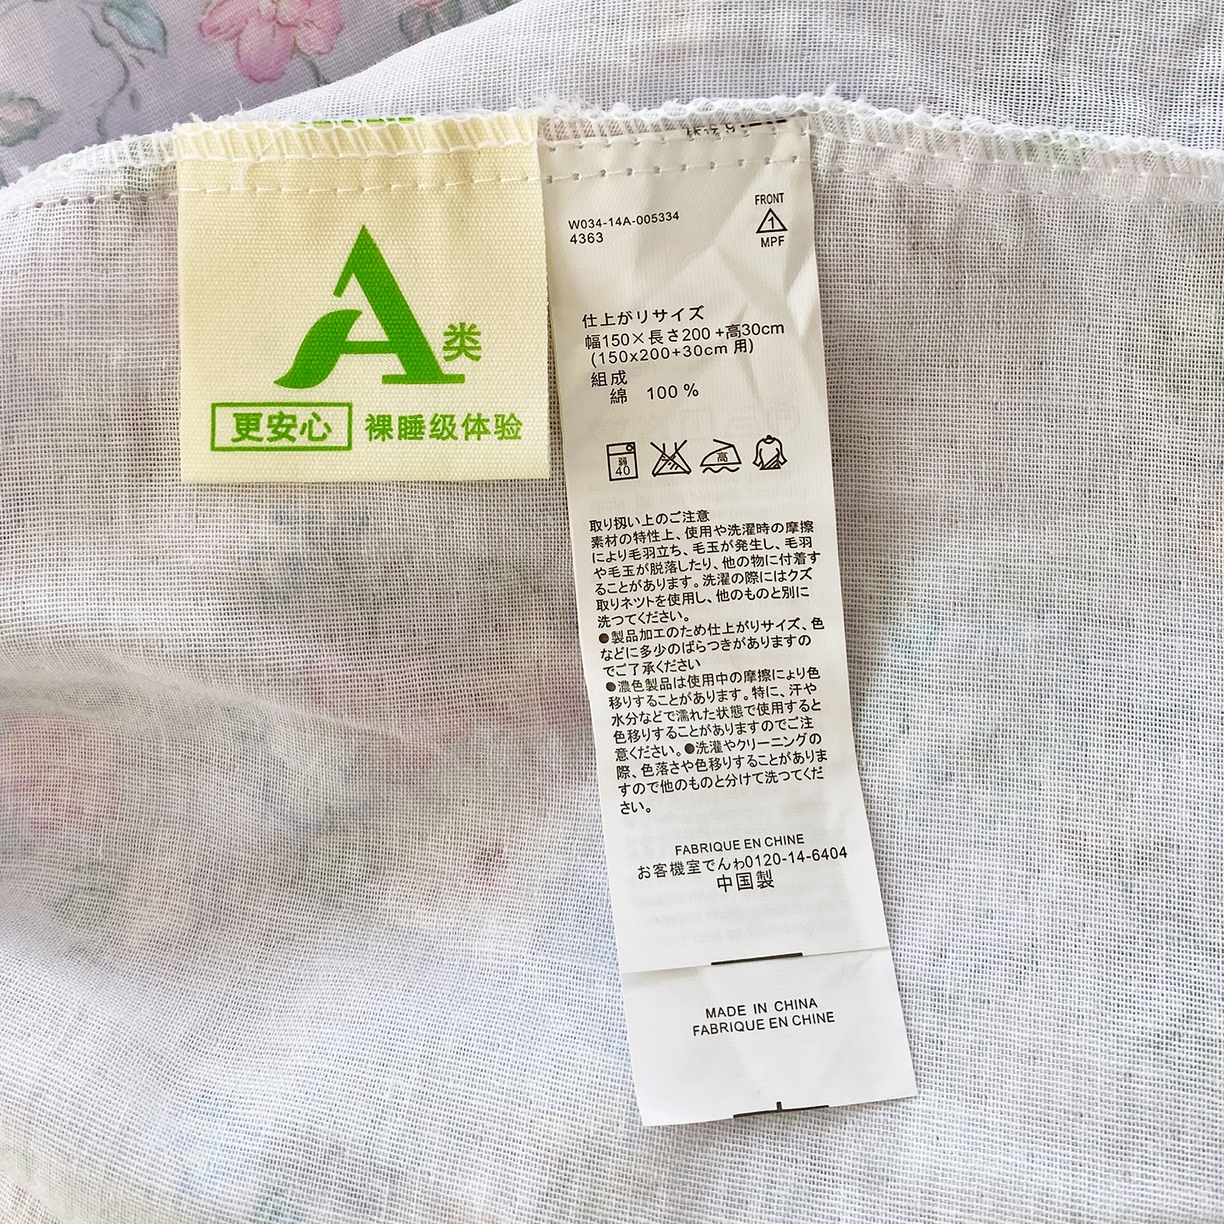 A类
更安心 裸睡级体验
W034-14A-005334
4363
FRONT
1
MPF
仕上がリサイズ
幅150×長さ200+高30cm
(150x200+30cm 用)
組成
綿 100 %
弱
40
高
取り扱い上のご注意
素材の特性上、使用や洗濯時の摩擦
により毛羽立ち、毛玉が発生し、毛羽
や毛玉が脱落したり、他の物に付着す
ることがあります。洗濯の際にはクズ
取りネツトを使用し、他のものと別に
洗つてください。
●製品加工のため仕上がりサイズ、色
などに多少のばらつきがありますの
でご了承ください
●濃色製品は使用中の摩擦により色
移りすることがあります。特に、汗や
水分などで濡れた状態で使用すると
色移りすることがありますのでご注
意ください。●洗濯やクリーニングの
際、色落さや色移りすることがありま
すので他のものと分けて洗つてくだ
さい。
FABRIQUE EN CHINE
お客機室でんゎ0120-14-6404
中国製
MADE IN CHINA
FABRIQUE EN CHINE